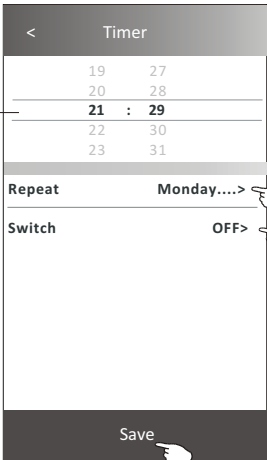 < Timer
19 27
20 28
21 : 29
22 30
23 31
Repeat Monday....>
Switch OFF>
Save